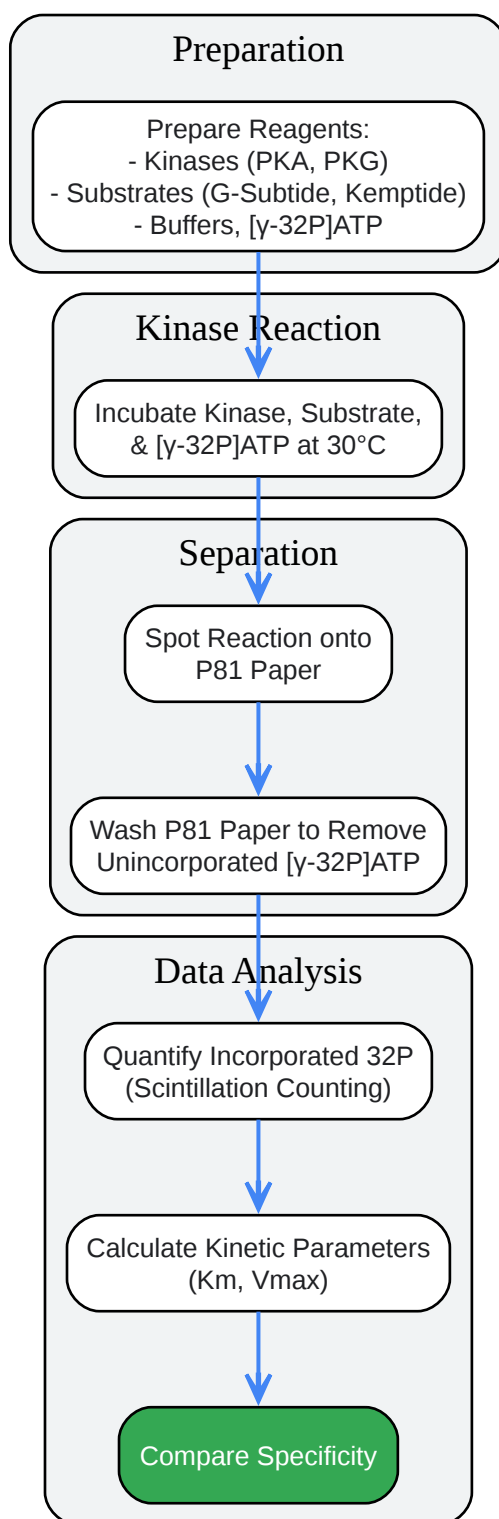 Preparation
Prepare Reagents:
- Kinases (PKA, PKG)
- Substrates (G-Subtide, Kemptide)
- Buffers, [γ-32P]ATP
Kinase Reaction
Incubate Kinase, Substrate,
& [γ-32P]ATP at 30°C
Separation
Spot Reaction onto
P81 Paper
Wash P81 Paper to Remove
Unincorporated [γ-32P]ATP
Data Analysis
Quantify Incorporated 32P
(Scintillation Counting)
Calculate Kinetic Parameters
(Km, Vmax)
Compare Specificity